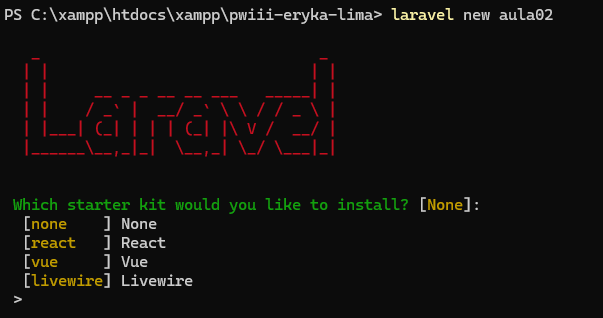 PS C:\xampp\htdocs\xampp\pwiii-eryka-lima> laravel new aula02
Laravel
Which starter kit would you like to install? [None]:
[none    ] None
[react   ] React
[vue     ] Vue
[livewire] Livewire
>